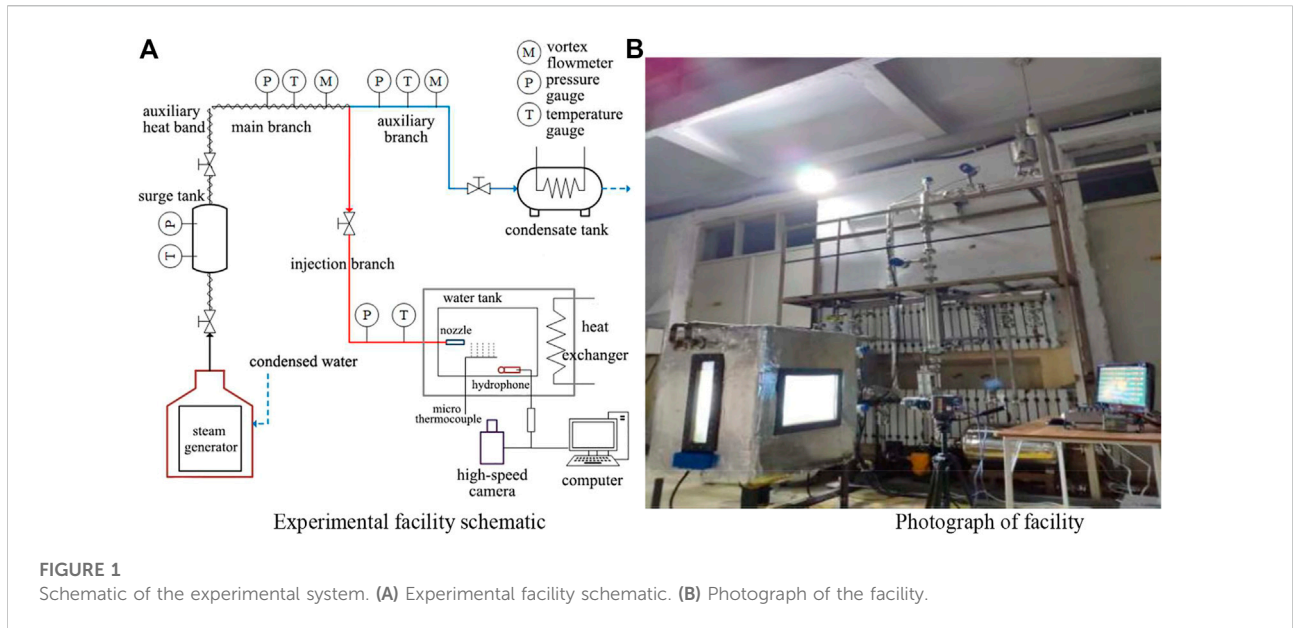 A
B
M vortex
flowmeter
P pressure
gauge
T temperature
gauge
P T M P T M
auxiliary
heat band
main branch
auxiliary
branch
surge tank
P
T
condensate tank
injection branch
P T
water tank
nozzle
heat
exchanger
hydrophone
condensed water
micro
thermocouple
steam
generator
high-speed
camera
computer
Experimental facility schematic
Photograph of facility
FIGURE 1
Schematic of the experimental system. (A) Experimental facility schematic. (B) Photograph of the facility.